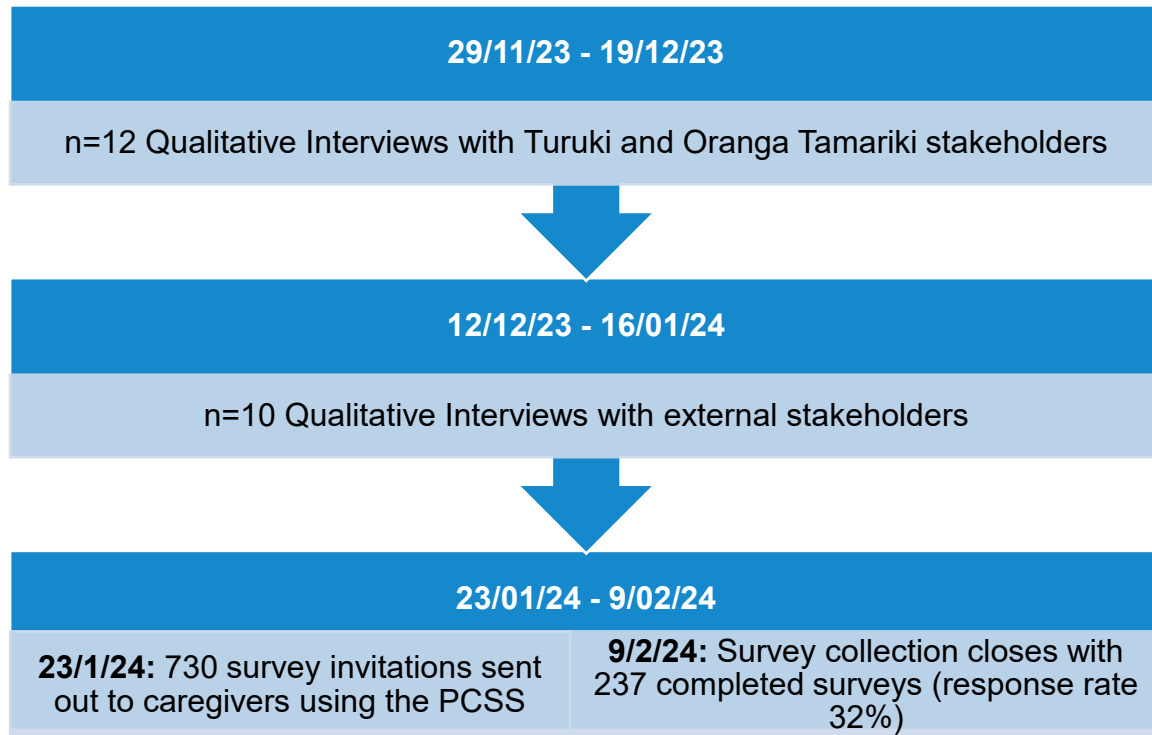 29/11/23 - 19/12/23
n=12 Qualitative Interviews with Turuki and Oranga Tamariki stakeholders
12/12/23 - 16/01/24
n=10 Qualitative Interviews with external stakeholders
23/01/24 - 9/02/24
23/1/24: 730 survey invitations sent
out to caregivers using the PCSS
9/2/24: Survey collection closes with
237 completed surveys (response rate
32%)